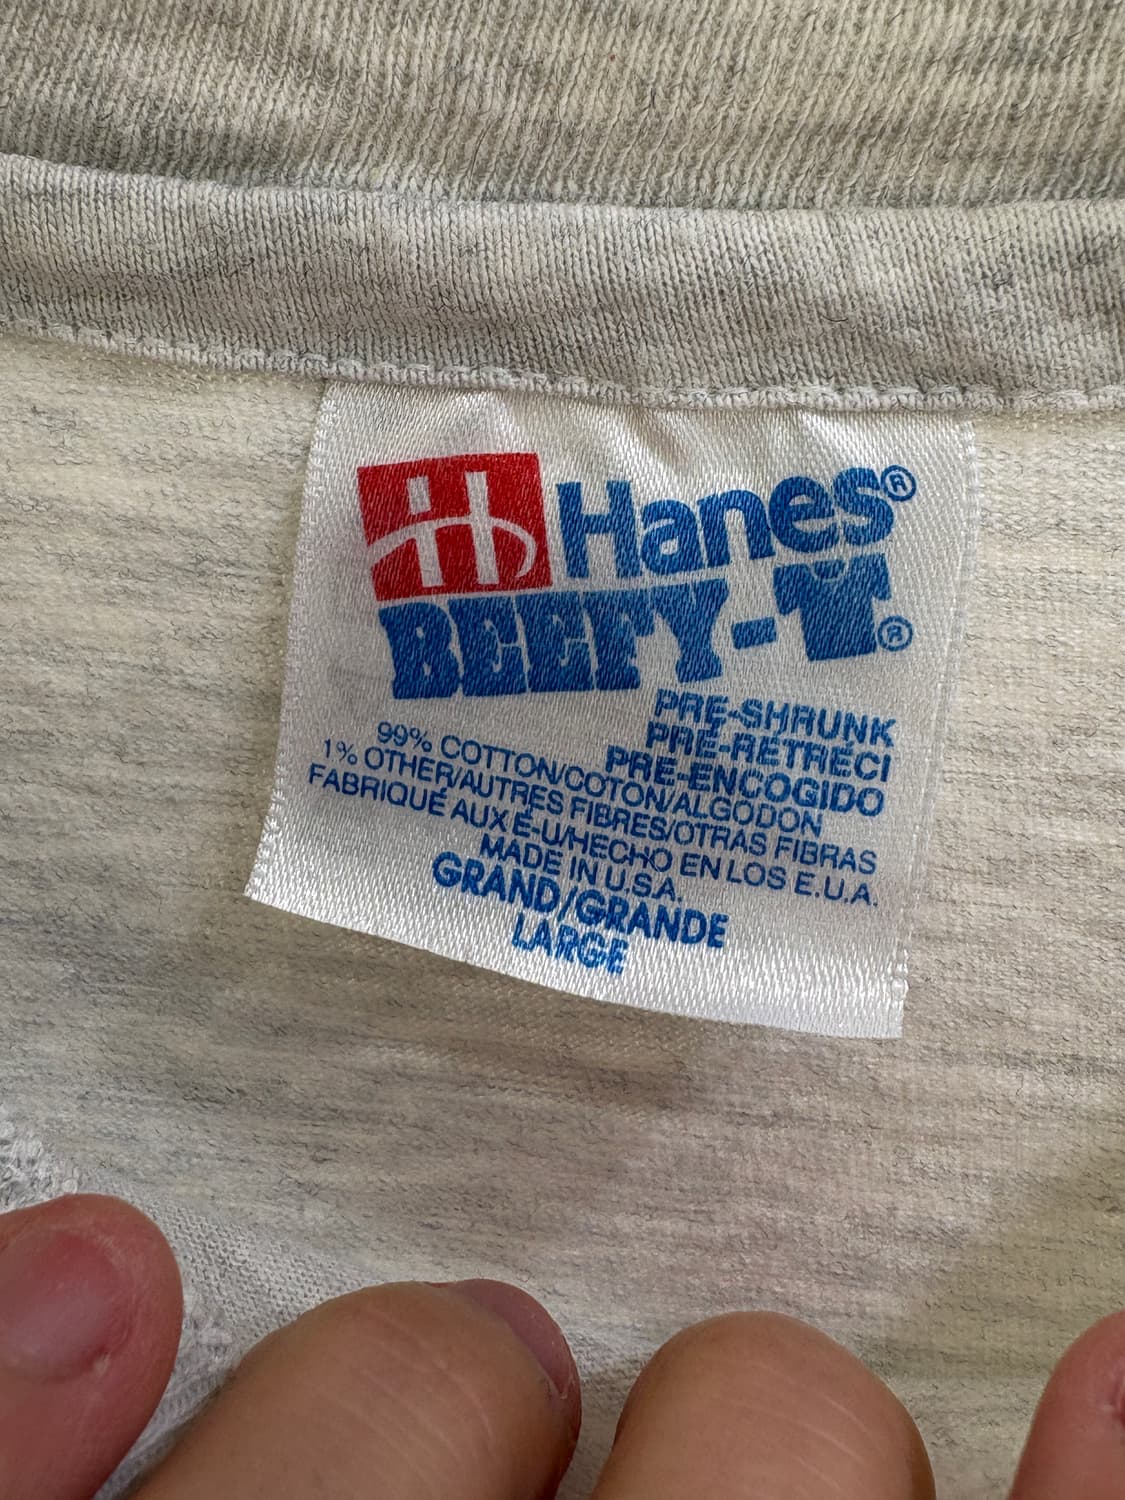 Hanes®
BEEFY-T®
PRE-SHRUNK
PRÉ-RÉTRÉCI
PRE-ENCOGIDO
99% COTTON/COTON/ALGODON
1% OTHER/AUTRES FIBRES/OTRAS FIBRAS
FABRIQUÉ AUX É-U/HECHO EN LOS E.U.A.
MADE IN U.S.A.
GRAND/GRANDE
LARGE